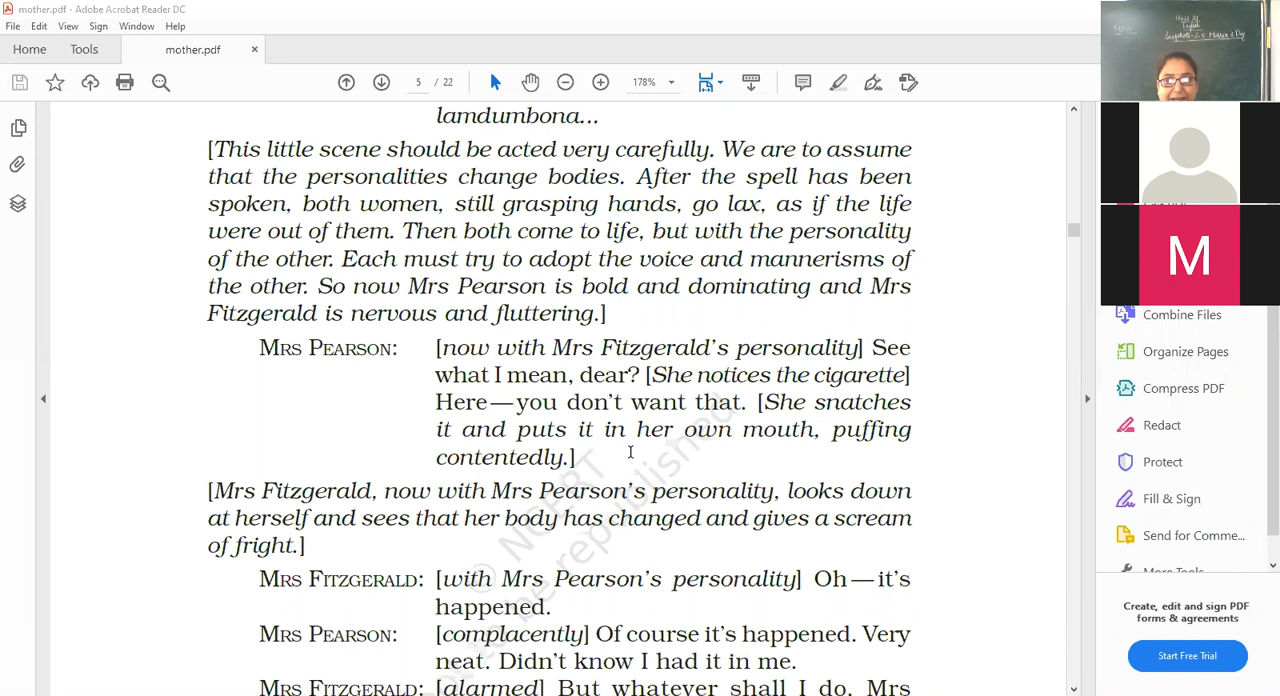 mother.pdf - Adobe Acrobat Reader DC
File Edit View Sign Window Help
Home Tools mother.pdf ×
5 / 22 178%
lamdumbona...
[This little scene should be acted very carefully. We are to assume
that the personalities change bodies. After the spell has been
spoken, both women, still grasping hands, go lax, as if the life
were out of them. Then both come to life, but with the personality
of the other. Each must try to adopt the voice and mannerisms of
the other. So now Mrs Pearson is bold and dominating and Mrs
Fitzgerald is nervous and fluttering.]
MRS PEARSON: [now with Mrs Fitzgerald's personality] See
what I mean, dear? [She notices the cigarette]
Here—you don't want that. [She snatches
it and puts it in her own mouth, puffing
contentedly.]
[Mrs Fitzgerald, now with Mrs Pearson's personality, looks down
at herself and sees that her body has changed and gives a scream
of fright.]
MRS FITZGERALD: [with Mrs Pearson's personality] Oh—it's
happened.
MRS PEARSON: [complacently] Of course it's happened. Very
neat. Didn't know I had it in me.
MRS FITZGERALD: [alarmed] But whatever shall I do, Mrs
© NCERT
be republished
M
Combine Files
Organize Pages
Compress PDF
Redact
Protect
Fill & Sign
Send for Comme...
More Tools
Create, edit and sign PDF
forms & agreements
Start Free Trial